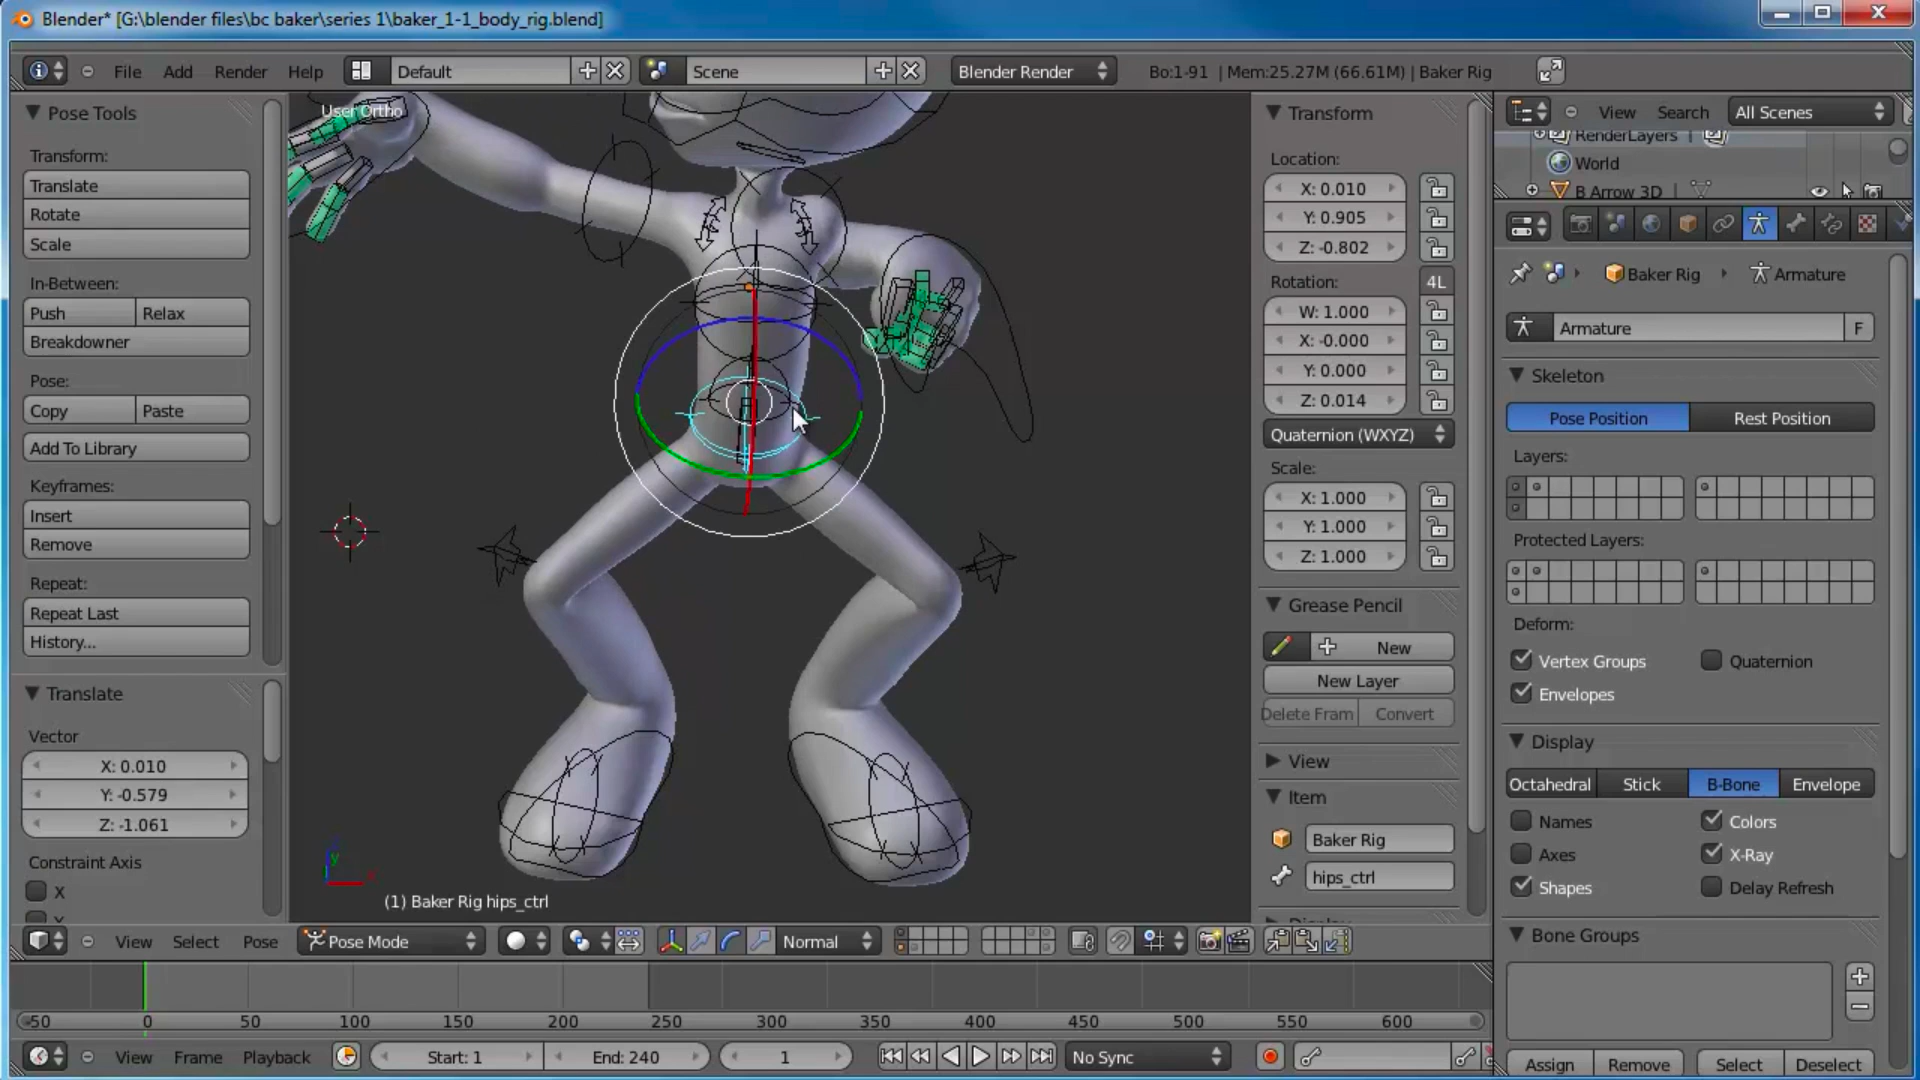 Blender* [G:\blender files\bc baker\series 1\baker_1-1_body_rig.blend]
File Add Render Help Default Scene Blender Render Bo:1-91 | Mem:25.27M (66.61M) | Baker Rig
Pose Tools
Transform:
Translate
Rotate
Scale
In-Between:
Push Relax
Breakdowner
Pose:
Copy Paste
Add To Library
Keyframes:
Insert
Remove
Repeat:
Repeat Last
History...
Translate
Vector
X: 0.010
Y: -0.579
Z: -1.061
Constraint Axis
X
User Ortho
y
(1) Baker Rig hips_ctrl
Transform
Location:
X: 0.010
Y: 0.905
Z: -0.802
Rotation: 4L
W: 1.000
X: -0.000
Y: 0.000
Z: 0.014
Quaternion (WXYZ)
Scale:
X: 1.000
Y: 1.000
Z: 1.000
Grease Pencil
New
New Layer
Delete Fram Convert
View
Item
Baker Rig
hips_ctrl
View Search All Scenes
RenderLayers
World
B Arrow 3D
Baker Rig Armature
Armature F
Skeleton
Pose Position Rest Position
Layers:
Protected Layers:
Deform:
Vertex Groups Quaternion
Envelopes
Display
Octahedral Stick B-Bone Envelope
Names Colors
Axes X-Ray
Shapes Delay Refresh
Bone Groups
Assign Remove Select Deselect
View Select Pose Pose Mode Normal
-50 0 50 100 150 200 250 300 350 400 450 500 550 600
View Frame Playback Start: 1 End: 240 1 No Sync